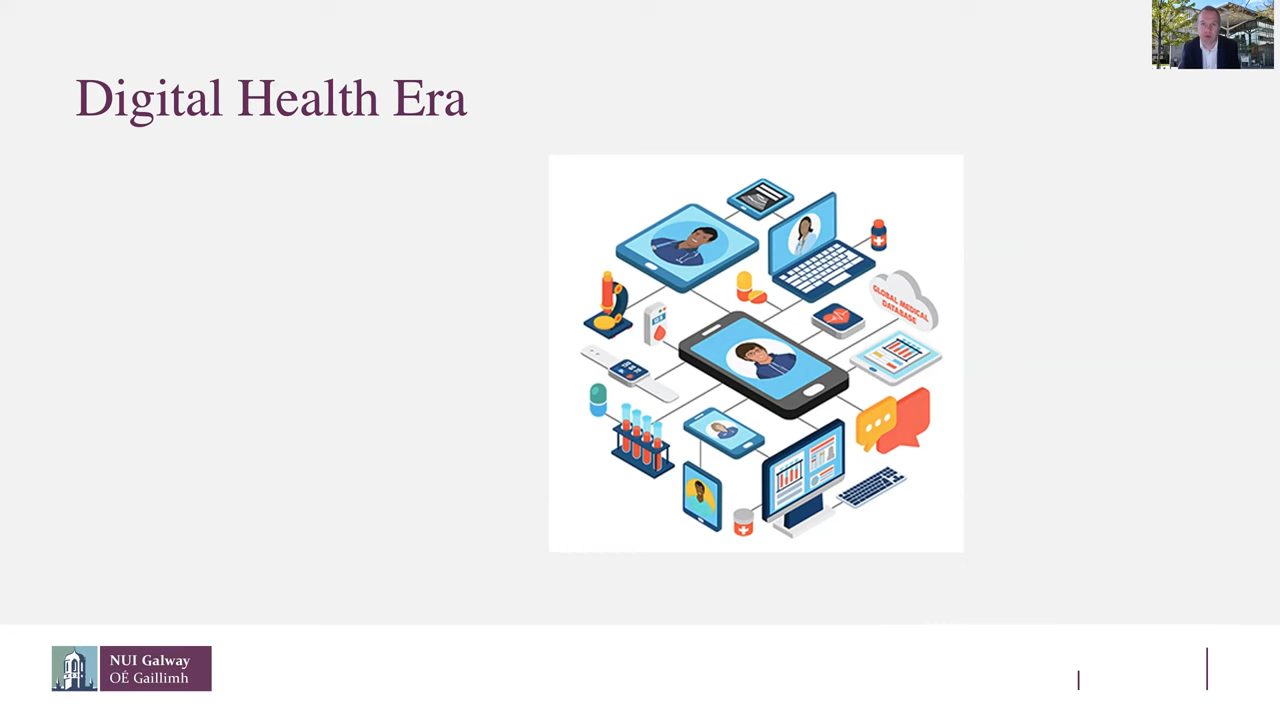 Digital Health Era
GLOBAL MEDICAL
DATABASE
NUI Galway
OÉ Gaillimh